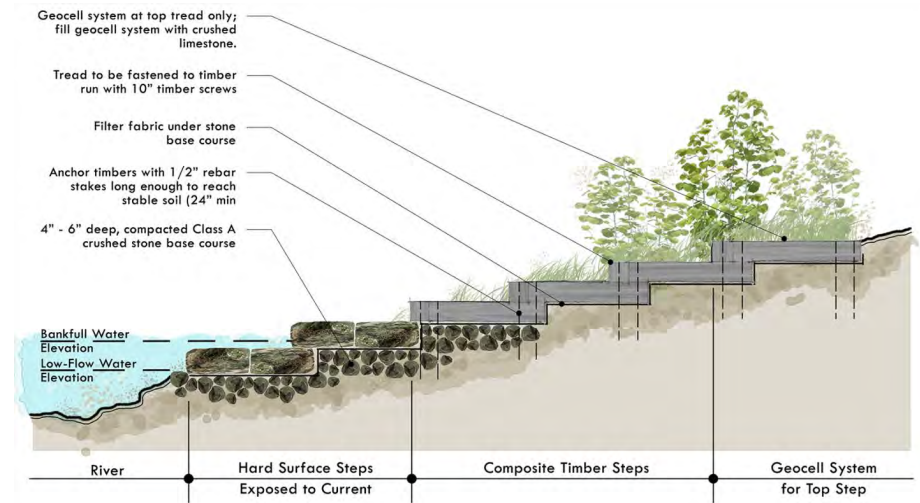 Geocell system at top tread only;
fill geocell system with crushed
limestone.
Tread to be fastened to timber
run with 10" timber screws
Filter fabric under stone
base course
Anchor timbers with 1/2" rebar
stakes long enough to reach
stable soil (24" min
4" - 6" deep, compacted Class A
crushed stone base course
Bankfull Water
Elevation
Low-Flow Water
Elevation
River
Hard Surface Steps
Exposed to Current
Composite Timber Steps
Geocell System
for Top Step